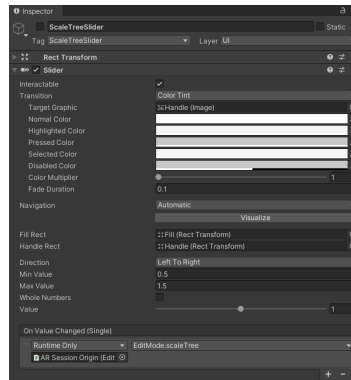 Inspector
ScaleTreeSlider Static
Tag ScaleTreeSlider Layer UI
Rect Transform
Slider
Interactable
Transition Color Tint
Target Graphic Handle (Image)
Normal Color
Highlighted Color
Pressed Color
Selected Color
Disabled Color
Color Multiplier 1
Fade Duration 0.1
Navigation Automatic
Visualize
Fill Rect Fill (Rect Transform)
Handle Rect Handle (Rect Transform)
Direction Left To Right
Min Value 0.5
Max Value 1.5
Whole Numbers
Value 1
On Value Changed (Single)
Runtime Only EditMode.scaleTree
AR Session Origin (Edit